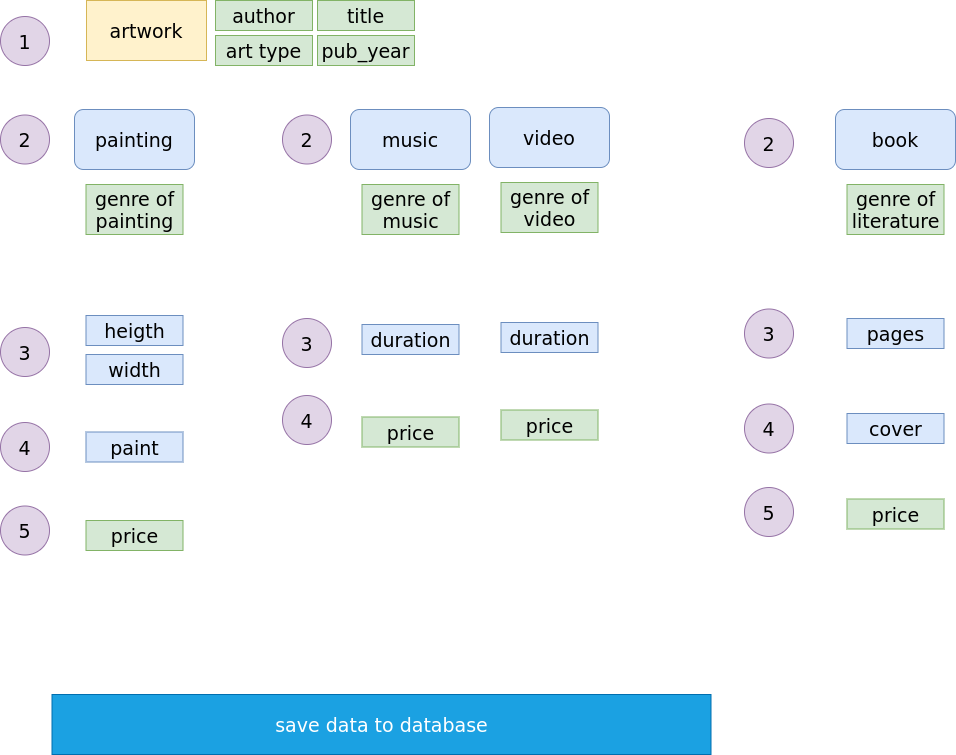 1
artwork
author
title
art type
pub_year
2
painting
2
music
video
2
book
genre of
painting
genre of
music
genre of
video
genre of
literature
3
heigth
width
3
duration
duration
3
pages
4
paint
4
price
price
4
cover
5
price
5
price
save data to database